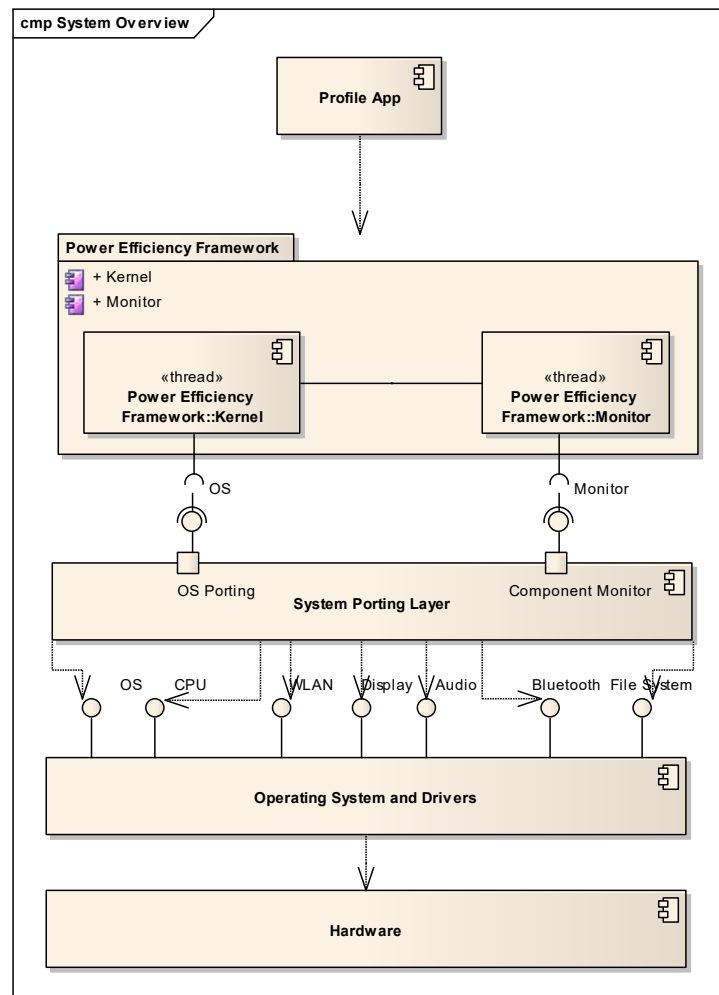 cmp System Overview
Profile App
Power Efficiency Framework
+ Kernel
+ Monitor
«thread»
Power Efficiency
Framework::Kernel
«thread»
Power Efficiency
Framework::Monitor
OS
Monitor
OS Porting
Component Monitor
System Porting Layer
OS
CPU
WLAN
Display
Audio
Bluetooth
File System
Operating System and Drivers
Hardware